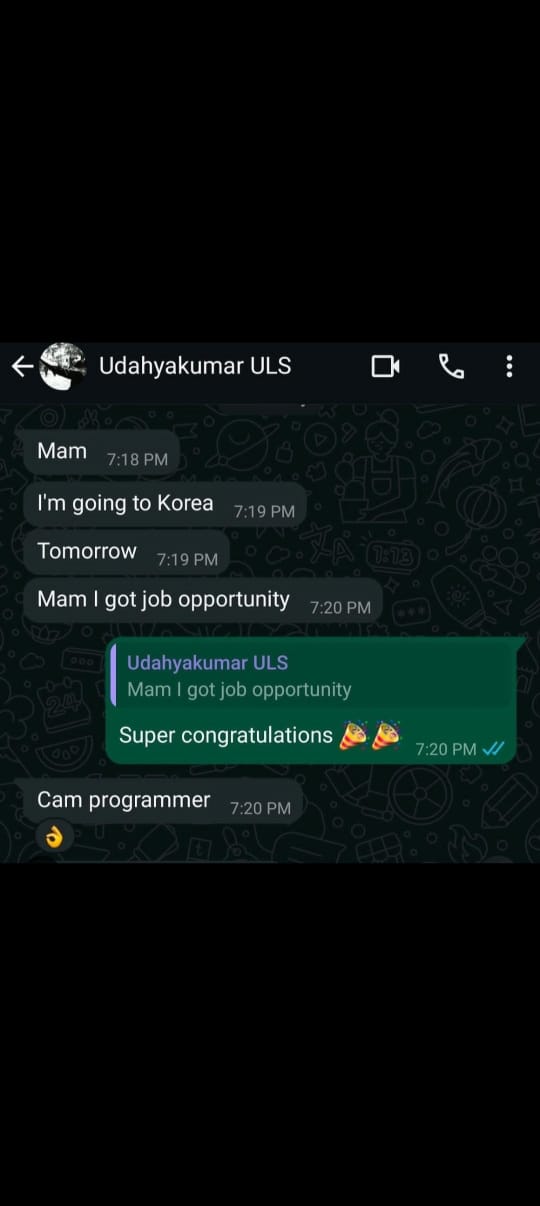 Udahyakumar ULS
Mam 7:18 PM
I'm going to Korea 7:19 PM
Tomorrow 7:19 PM
Mam I got job opportunity 7:20 PM
Udahyakumar ULS
Mam I got job opportunity
Super congratulations 🎉🎉 7:20 PM
Cam programmer 7:20 PM
👌